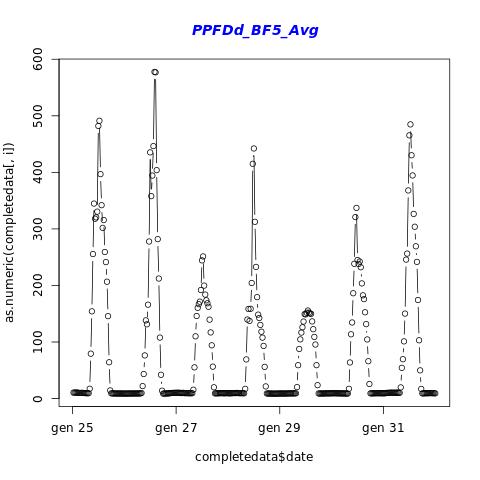 PPFDd_BF5_Avg
as.numeric(completedata[, i])
600
500
400
300
200
100
0
gen 25
gen 27
gen 29
gen 31
completedata$date